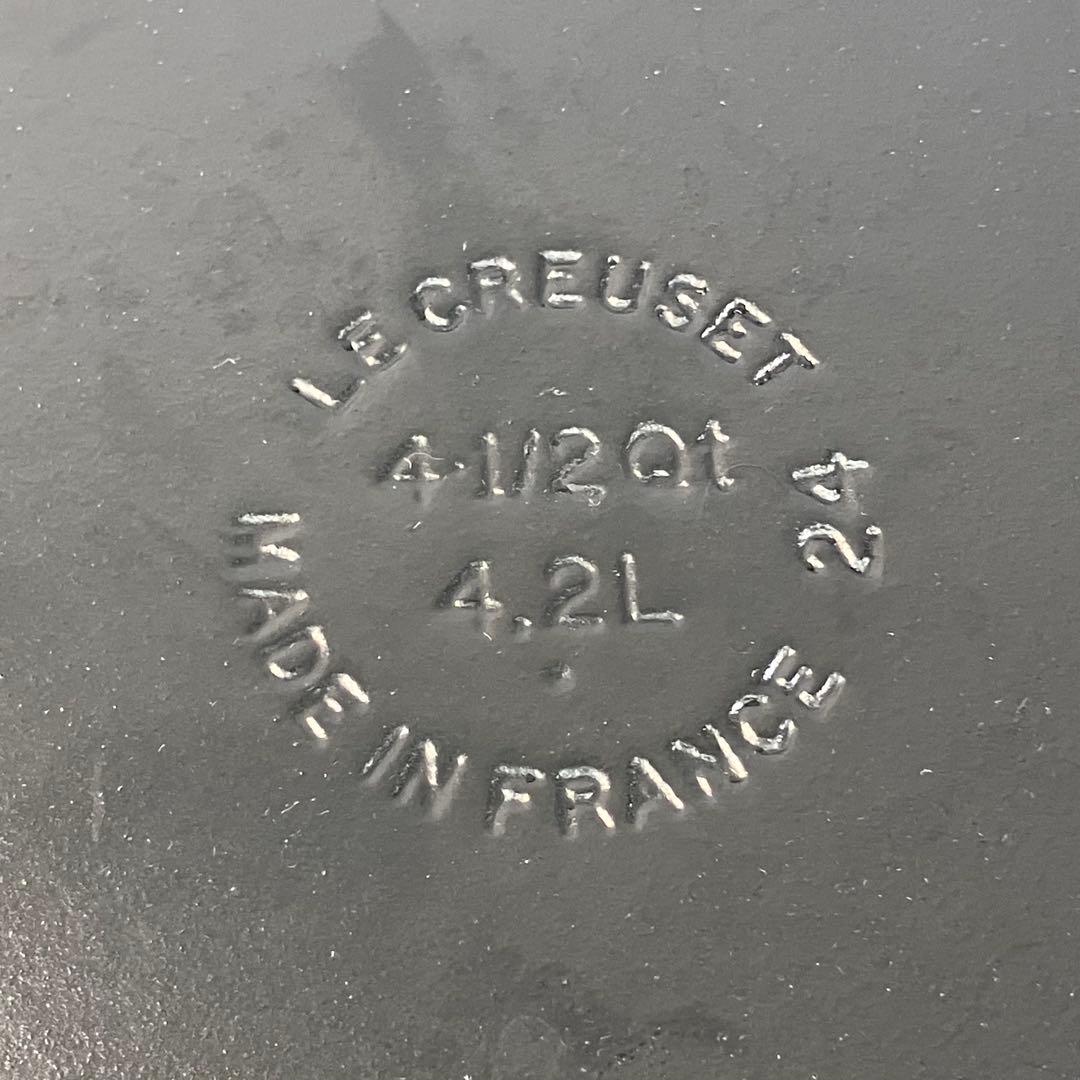 LE CREUSET
4 1/2 Qt
4.2L
24
MADE IN FRANCE